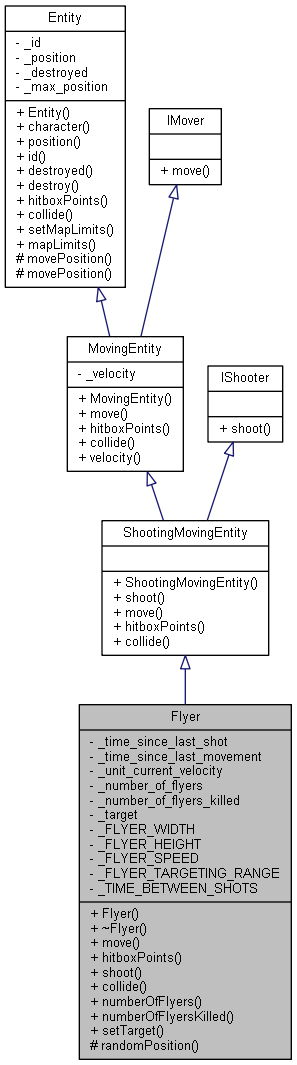 Entity
- _id
- _position
- _destroyed
- _max_position
+ Entity()
+ character()
+ position()
+ id()
+ destroyed()
+ destroy()
+ hitboxPoints()
+ collide()
+ setMapLimits()
+ mapLimits()
# movePosition()
# movePosition()
IMover
+ move()
MovingEntity
- _velocity
+ MovingEntity()
+ move()
+ hitboxPoints()
+ collide()
+ velocity()
IShooter
+ shoot()
ShootingMovingEntity
+ ShootingMovingEntity()
+ shoot()
+ move()
+ hitboxPoints()
+ collide()
Flyer
- _time_since_last_shot
- _time_since_last_movement
- _unit_current_velocity
- _number_of_flyers
- _number_of_flyers_killed
- _target
- _FLYER_WIDTH
- _FLYER_HEIGHT
- _FLYER_SPEED
- _FLYER_TARGETING_RANGE
- _TIME_BETWEEN_SHOTS
+ Flyer()
+ ~Flyer()
+ move()
+ hitboxPoints()
+ shoot()
+ collide()
+ numberOfFlyers()
+ numberOfFlyersKilled()
+ setTarget()
# randomPosition()